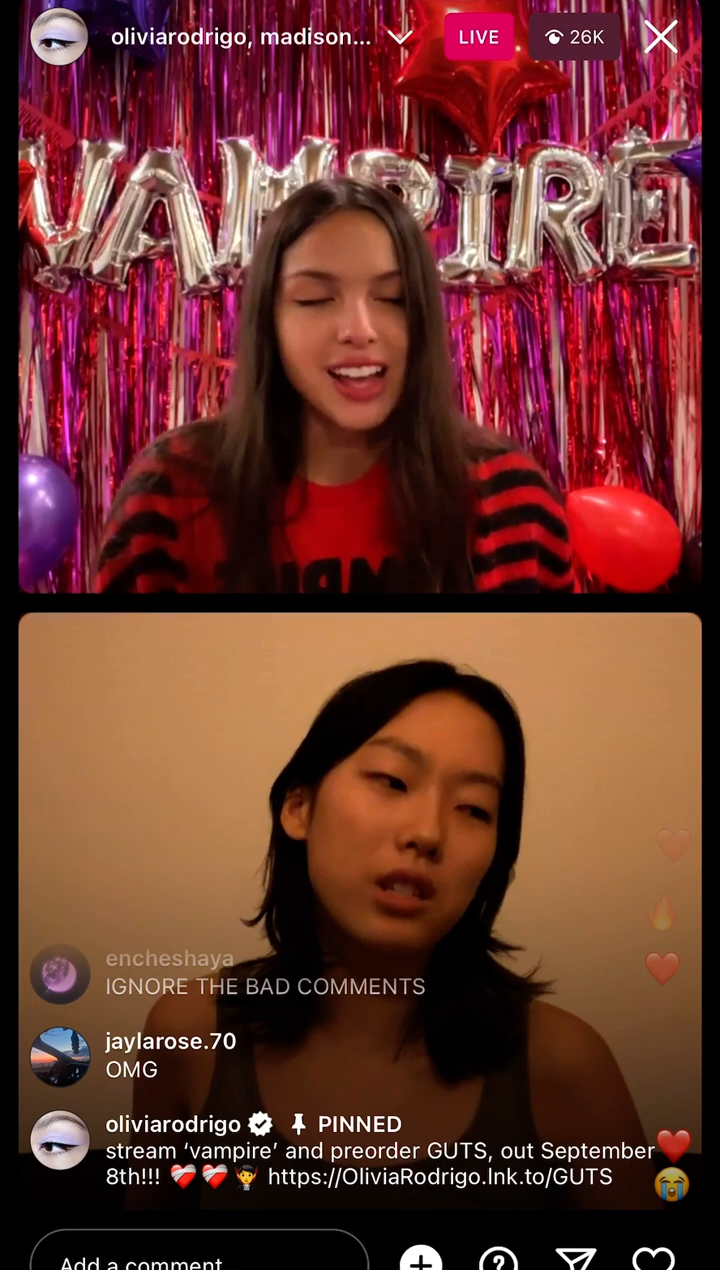 oliviarodrigo, madison...
LIVE
26K
VAMPIRE
encheshaya
IGNORE THE BAD COMMENTS
jaylarose.70
OMG
oliviarodrigo PINNED
stream ‘vampire’ and preorder GUTS, out September
8th!!! ❤️‍🩹❤️‍🩹🧝‍♀️ https://OliviaRodrigo.lnk.to/GUTS
Add a comment